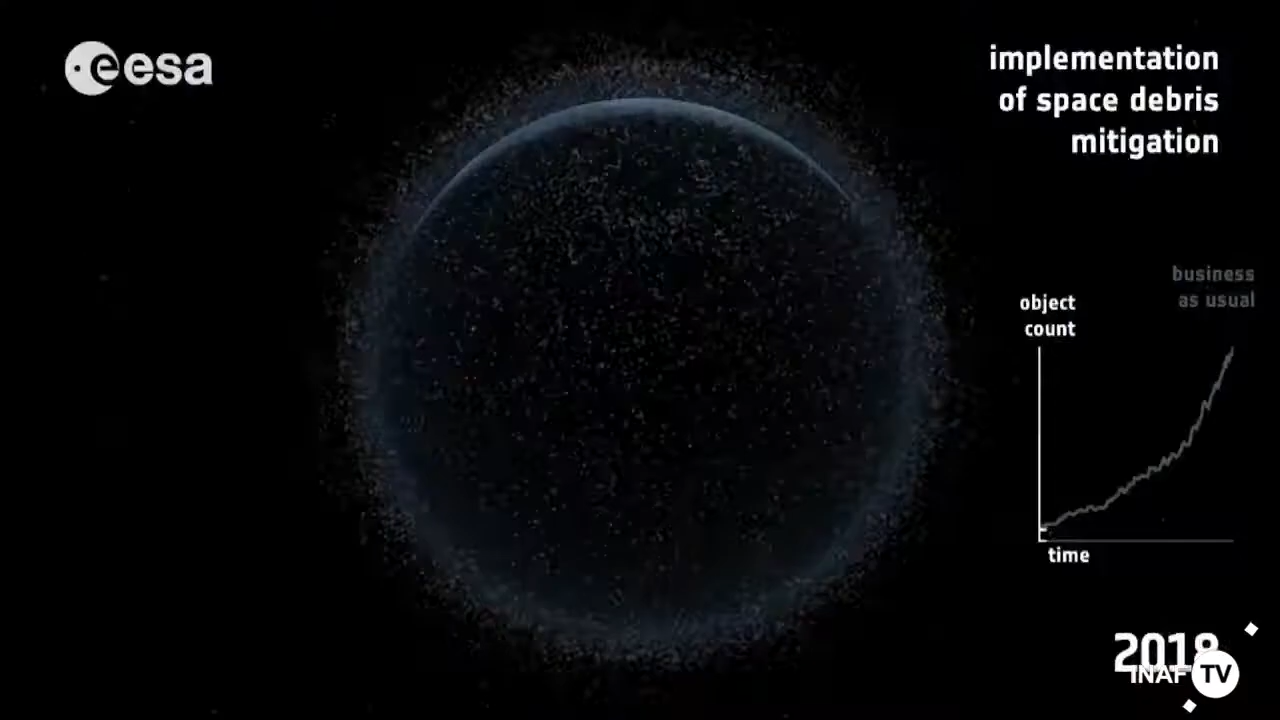 esa
implementation
of space debris
mitigation
business
as usual
object
count
time
2018
INAF TV